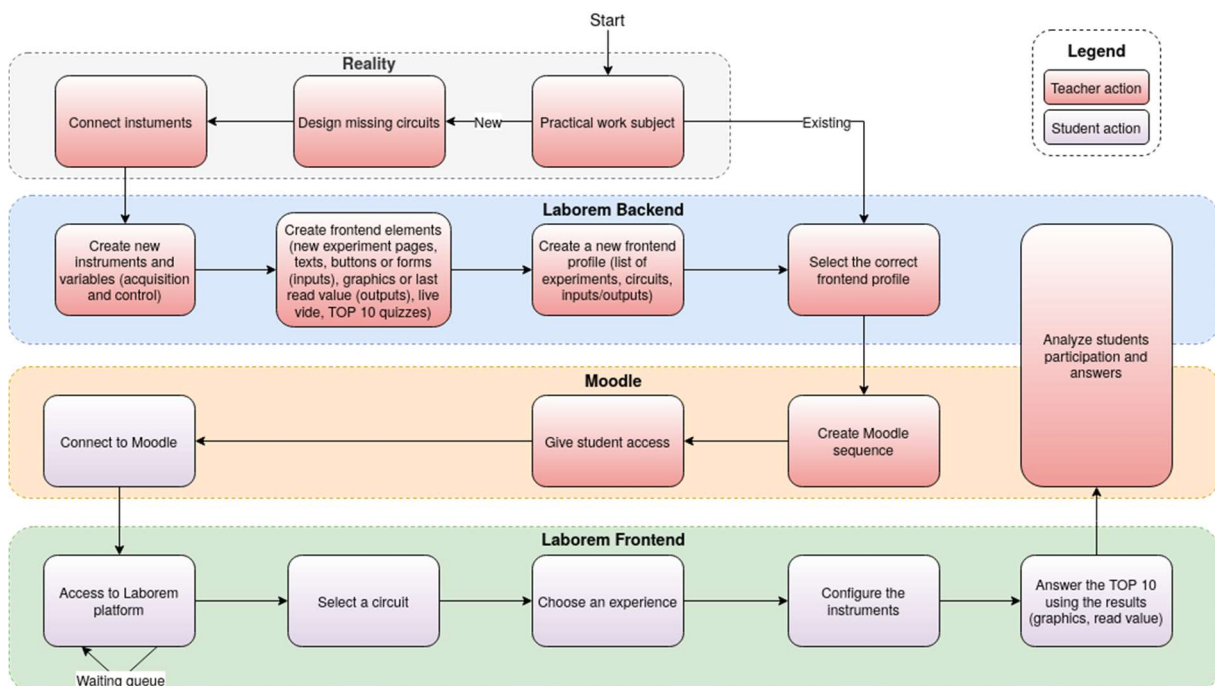 Start
Reality
Legend
Teacher action
Student action
Connect instuments
Design missing circuits
New
Practical work subject
Existing
Laborem Backend
Create new
instruments and
variables (acquisition
and control)
Create frontend elements
(new experiment pages,
texts, buttons or forms
(inputs), graphics or last
read value (outputs), live
vide, TOP 10 quizzes)
Create a new frontend
profile (list of
experiments, circuits,
inputs/outputs)
Select the correct
frontend profile
Analyze students
participation and
answers
Moodle
Connect to Moodle
Give student access
Create Moodle
sequence
Laborem Frontend
Access to Laborem
platform
Select a circuit
Choose an experience
Configure the
instruments
Answer the TOP 10
using the results
(graphics, read value)
Waiting queue